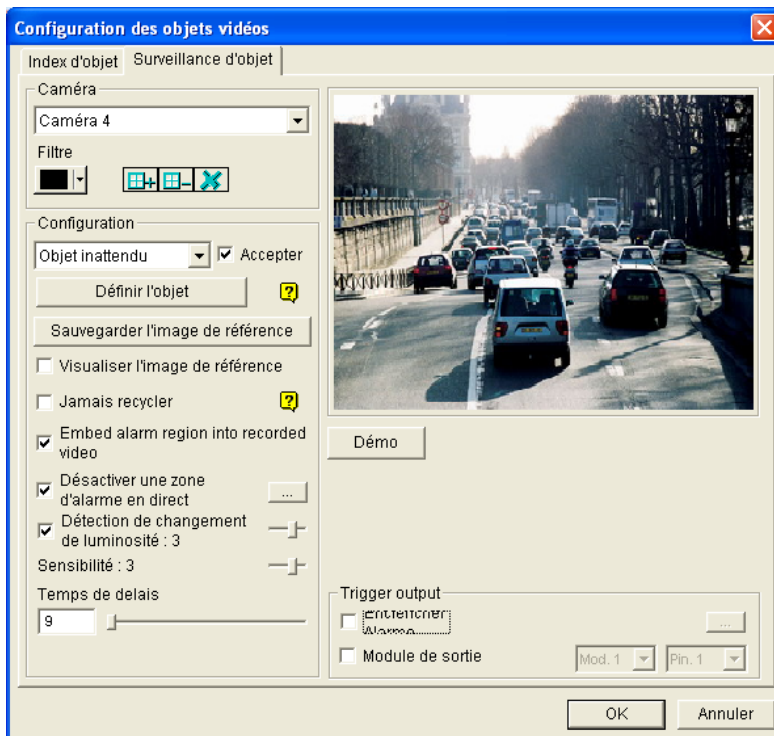 Configuration des objets vidéos
Index d'objet
Surveillance d'objet
Caméra
Caméra 4
Filtre
Configuration
Objet inattendu
Accepter
Définir l'objet
Sauvegarder l'image de référence
Visualiser l'image de référence
Jamais recycler
Embed alarm region into recorded
video
Désactiver une zone
d'alarme en direct
...
Détection de changement
de luminosité : 3
Sensibilité : 3
Temps de delais
9
Démo
Trigger output
...
Module de sortie
Mod. 1
Pin. 1
OK
Annuler